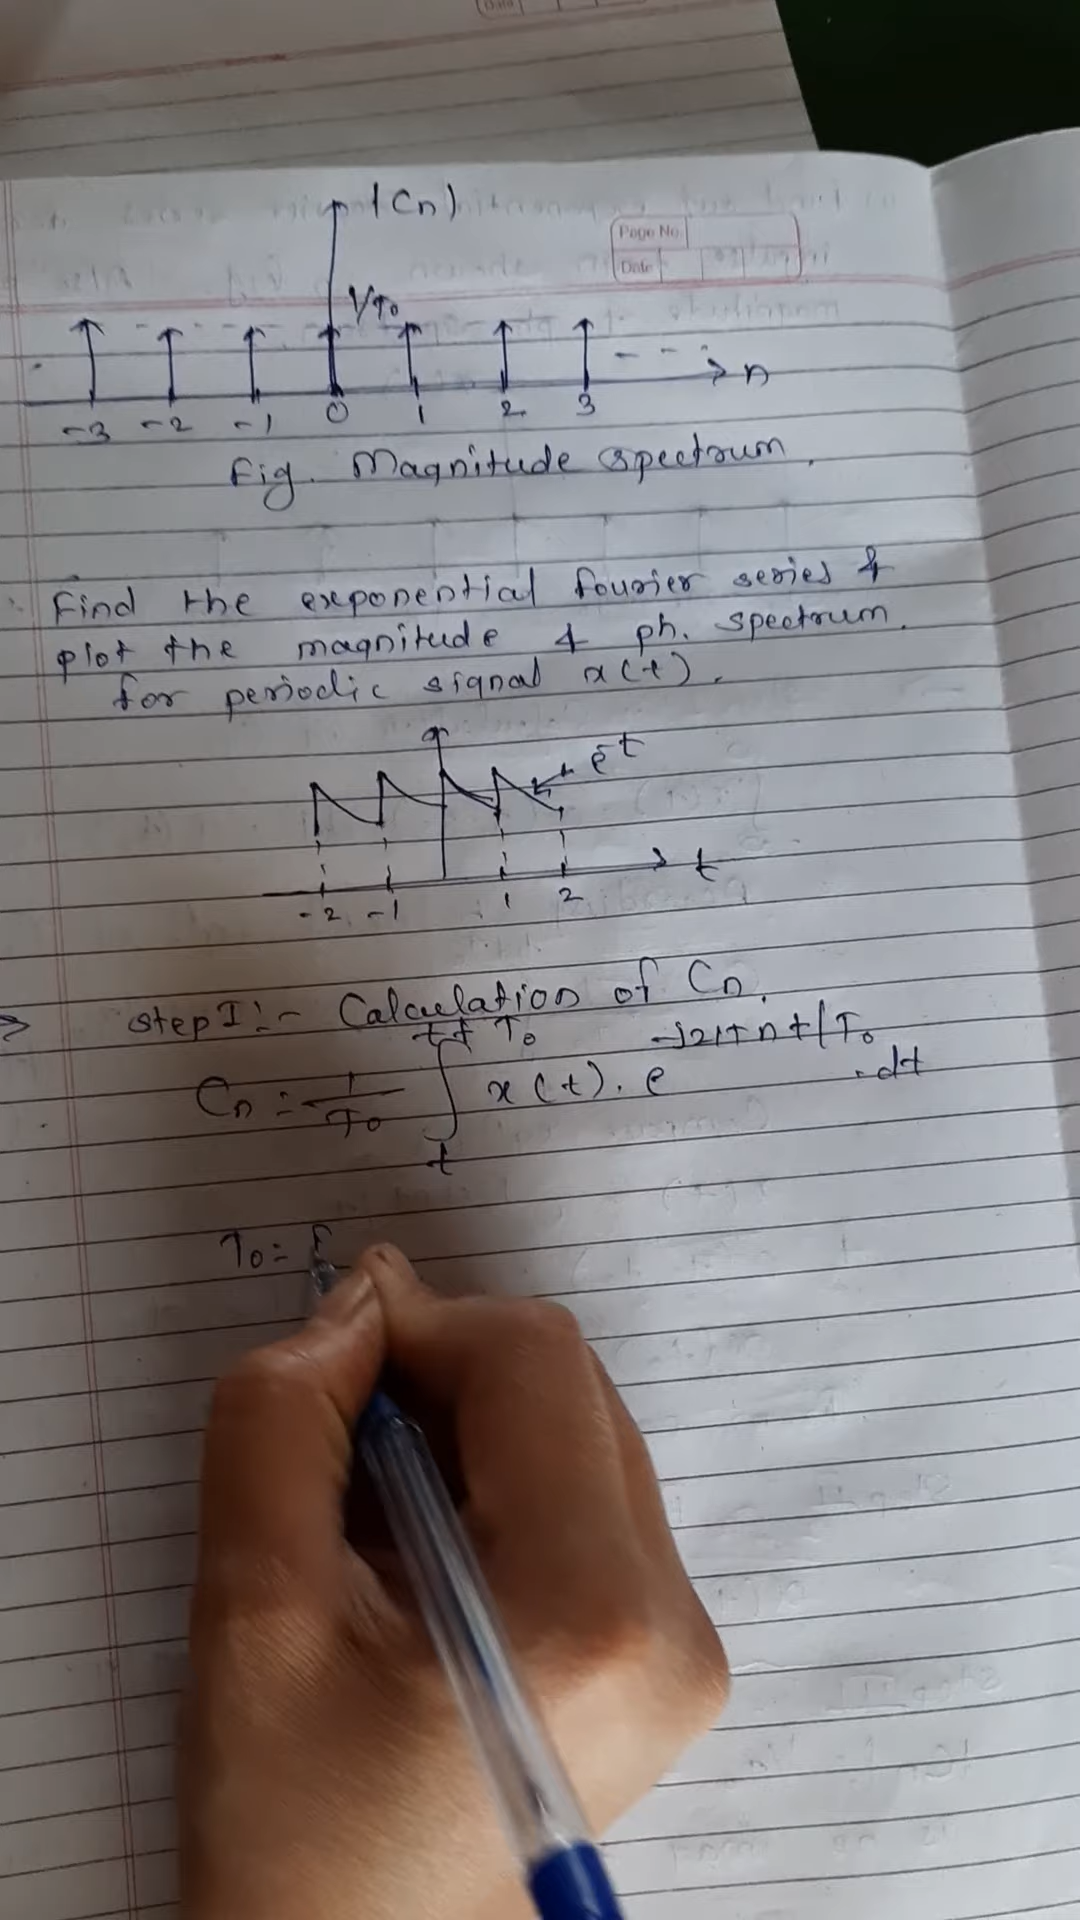 Date
|Cn|
Page No.
Date
1/T₀
n
-3 -2 -1 0 1 2 3
Fig. Magnitude spectrum.
Find the exponential fourier series &
plot the magnitude & ph. spectrum.
for periodic signal x(t).
e^-t
t
-2 -1 1 2
Step I :- Calculation of Cn.
Cn = 1/T₀ ∫_t^{t+T₀} x(t). e^{-j2πnt/T₀} .dt
T₀ =